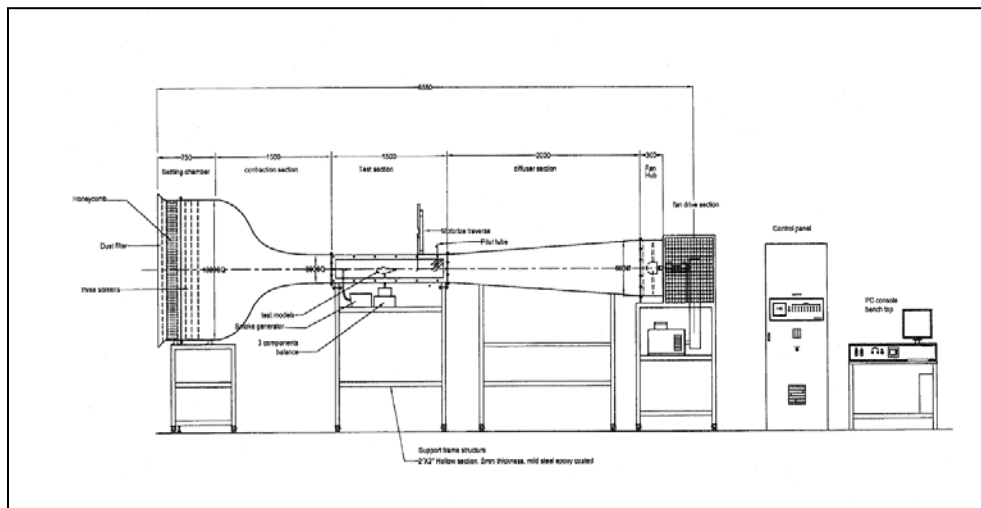 6550
750
1500
1500
2000
300
Setting chamber
contraction section
Test section
diffuser section
Fan
Hub
fan drive section
Honeycomb
Dust filter
three screens
Motorize traverse
Pitot tube
Control panel
PC console
bench top
test models
Smoke generator
3 components
balance
Support frame structure
2"X2" Hollow section, 5mm thickness, mild steel epoxy coated